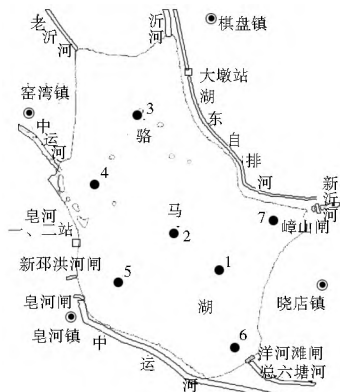 老沂河
沂河
棋盘镇
大墩站
窑湾镇
中运河
3
骆
湖东自排河
4
新沂河
皂河
一、二站
马
7
嶂山闸
2
新邳洪河闸
5
1
皂河闸
湖
晓店镇
皂河镇
中运河
6
洋河滩闸
总六塘河